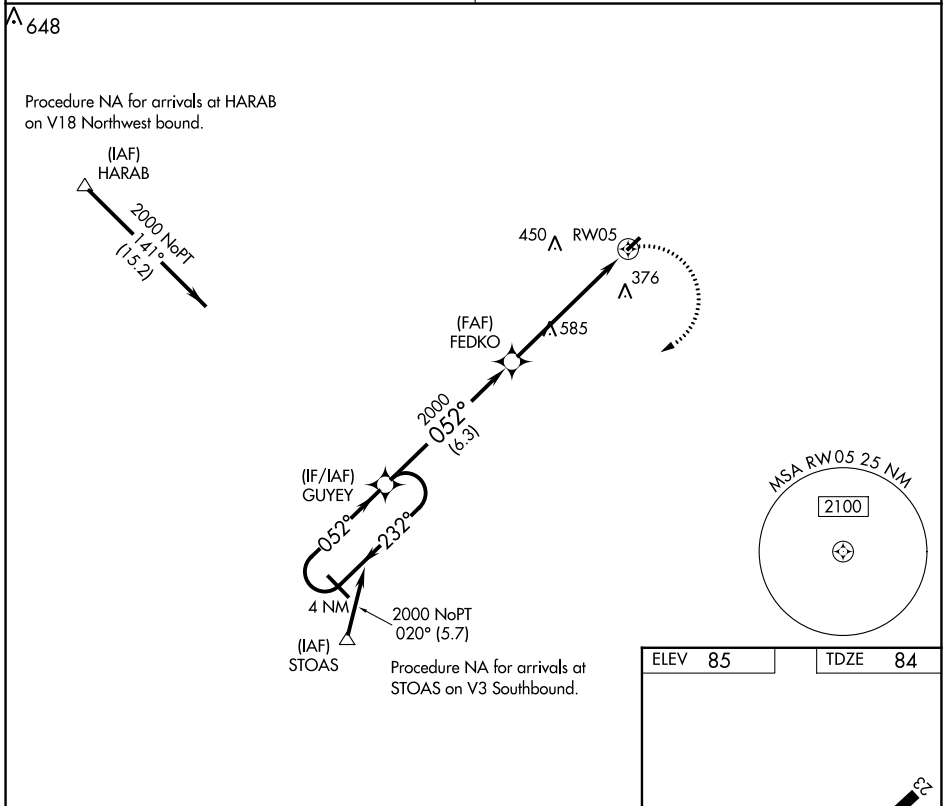 648
Procedure NA for arrivals at HARAB
on V18 Northwest bound.
(IAF)
HARAB
2000 NoPT
141°
(15.2)
450
RW05
376
585
(FAF)
FEDKO
2000
052°
(6.3)
(IF/IAF)
GUYEY
052°
232°
4 NM
2000 NoPT
020° (5.7)
(IAF)
STOAS
Procedure NA for arrivals at
STOAS on V3 Southbound.
MSA RW05 25 NM
2100
ELEV 85
TDZE 84
23